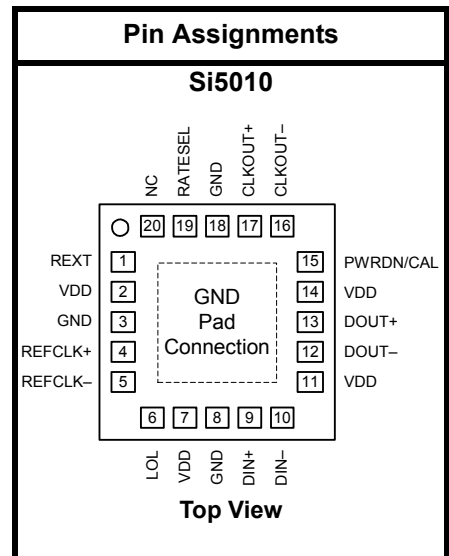 Pin Assignments
Si5010
NC
RATESEL
GND
CLKOUT+
CLKOUT–
20 19 18 17 16
REXT 1 15 PWRDN/CAL
VDD 2 14 VDD
GND 3 13 DOUT+
REFCLK+ 4 12 DOUT–
REFCLK– 5 11 VDD
GND
Pad
Connection
6 7 8 9 10
LOL
VDD
GND
DIN+
DIN–
Top View